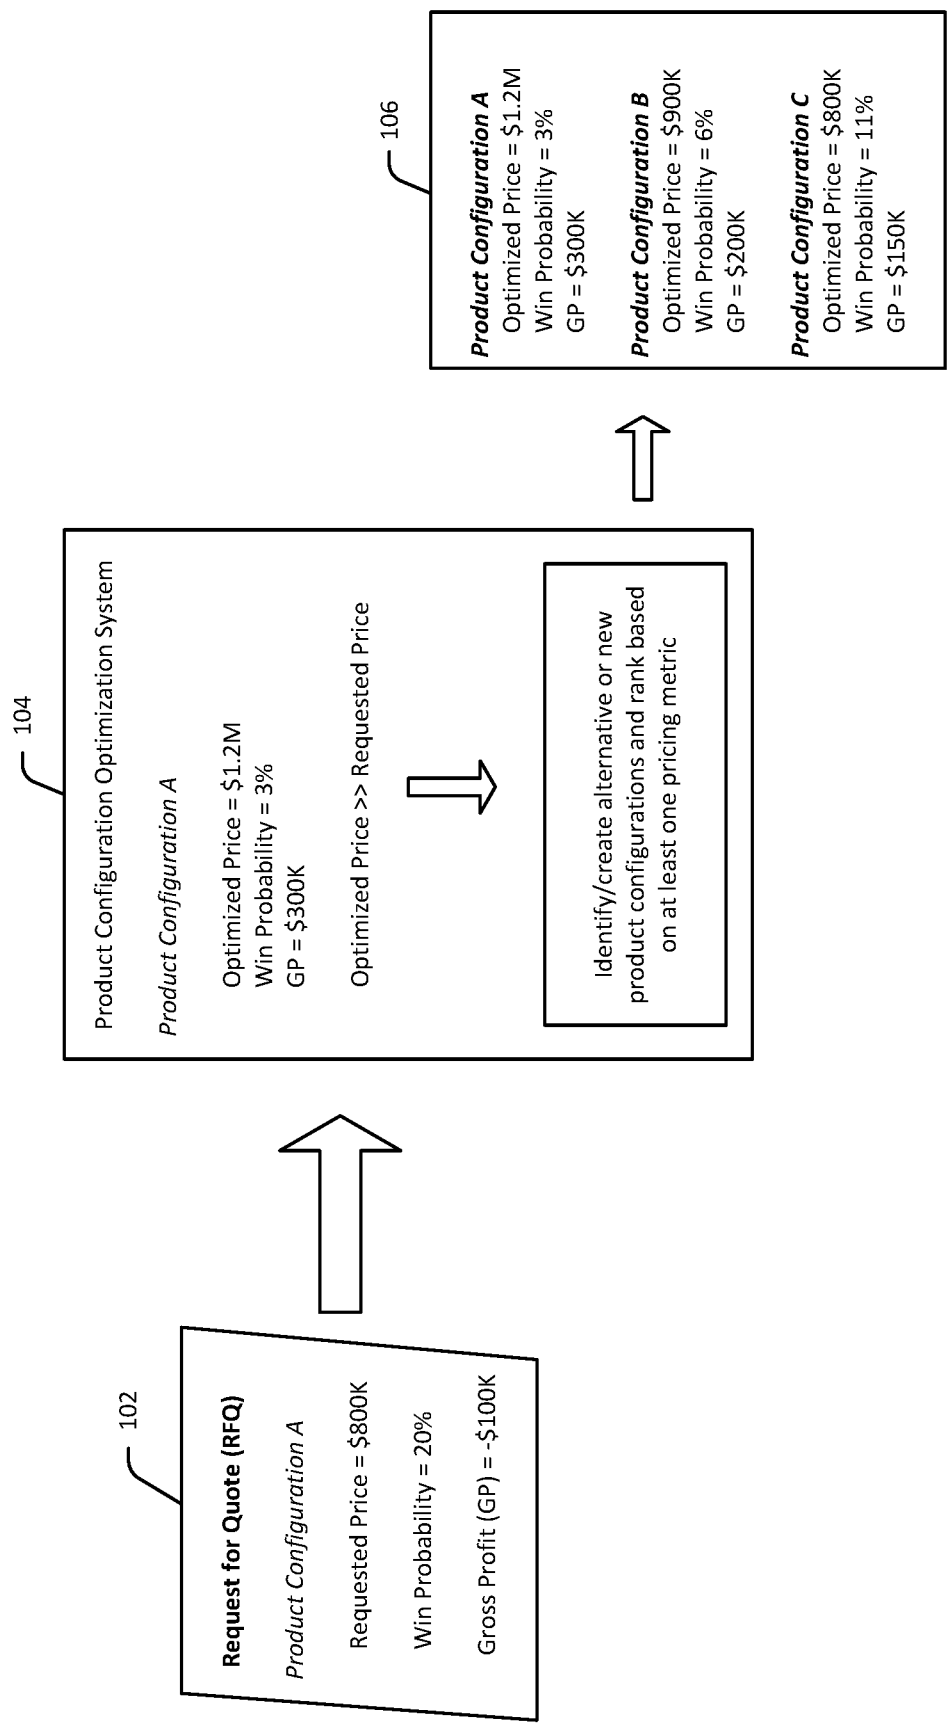 102
Request for Quote (RFQ)
Product Configuration A
Requested Price = $800K
Win Probability = 20%
Gross Profit (GP) = -$100K
104
Product Configuration Optimization System
Product Configuration A
Optimized Price = $1.2M
Win Probability = 3%
GP = $300K
Optimized Price >> Requested Price
Identify/create alternative or new
product configurations and rank based
on at least one pricing metric
106
Product Configuration A
Optimized Price = $1.2M
Win Probability = 3%
GP = $300K
Product Configuration B
Optimized Price = $900K
Win Probability = 6%
GP = $200K
Product Configuration C
Optimized Price = $800K
Win Probability = 11%
GP = $150K